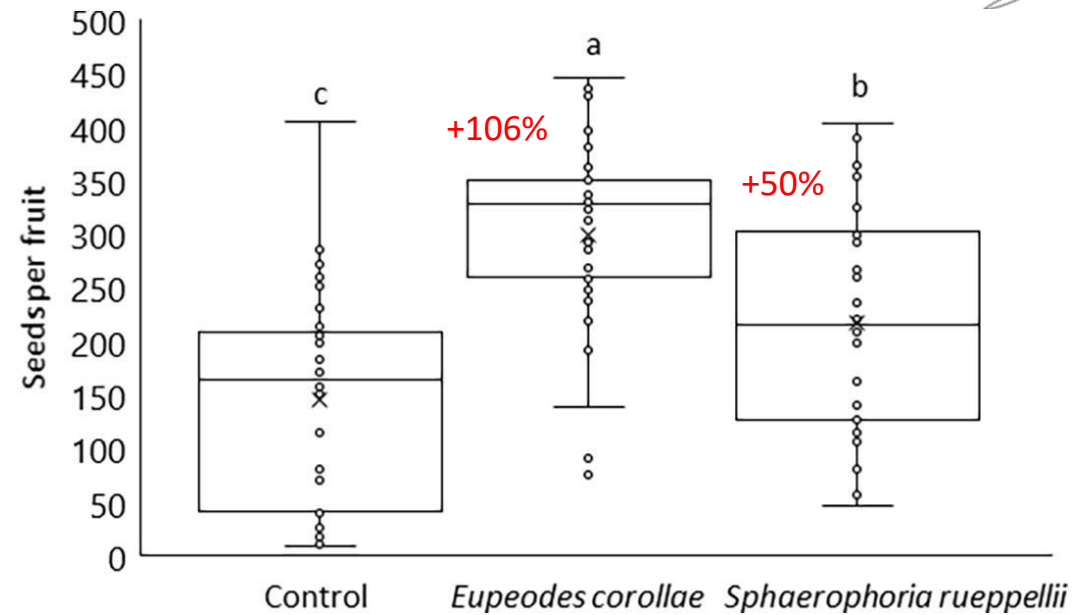 500
450
400
350
300
250
200
150
100
50
0
Seeds per fruit
c
a
b
+106%
+50%
Control
Eupeodes corollae
Sphaerophoria rueppellii